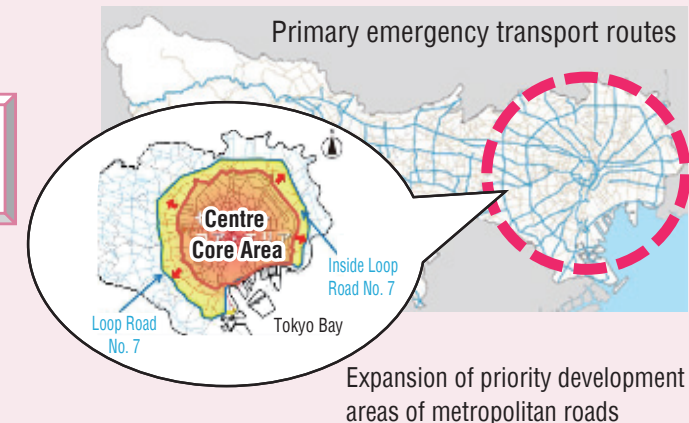 Primary emergency transport routes
Centre
Core Area
Inside Loop
Road No. 7
Loop Road
No. 7
Tokyo Bay
Expansion of priority development
areas of metropolitan roads